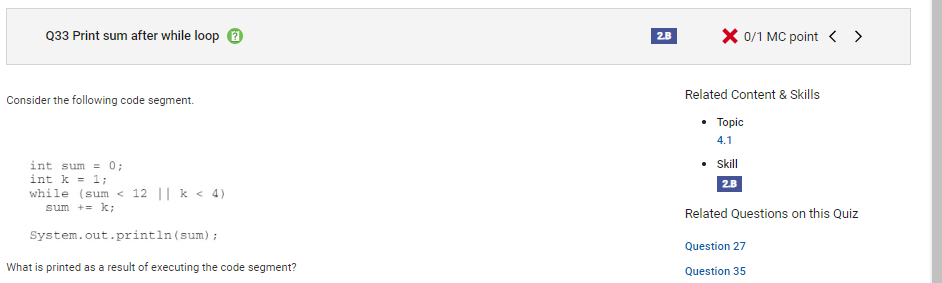 Q33 Print sum after while loop ?
2.B
0/1 MC point
Consider the following code segment.
Related Content & Skills
Topic
4.1
int sum = 0;
int k = 1;
while (sum < 12 || k < 4)
sum += k;
Skill
2.B
Related Questions on this Quiz
System.out.println(sum);
Question 27
What is printed as a result of executing the code segment?
Question 35